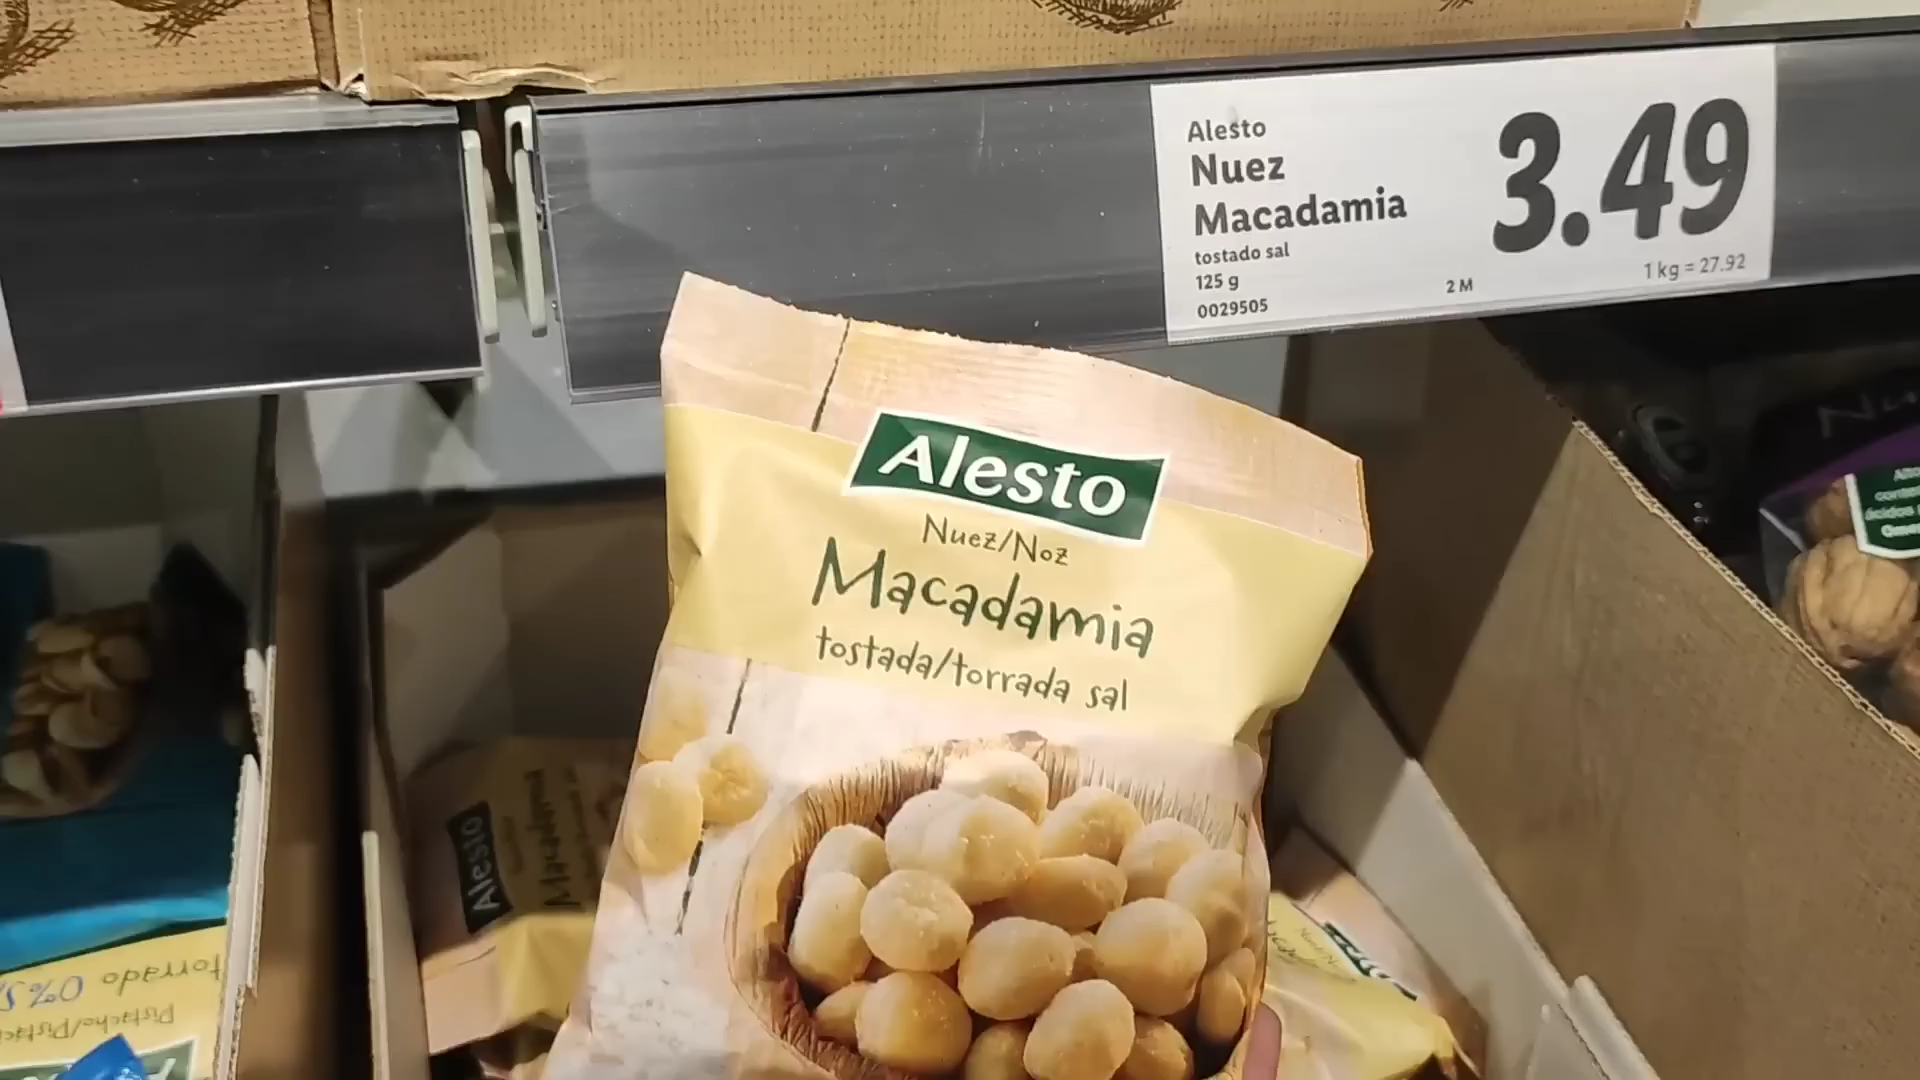 Alesto
Nuez
Macadamia
tostado sal
125 g
0029505
2 M
3.49
1 kg = 27.92
Alesto
Nuez/Noz
Macadamia
tostada/torrada sal
Alesto
Macadamia
torrado 0%